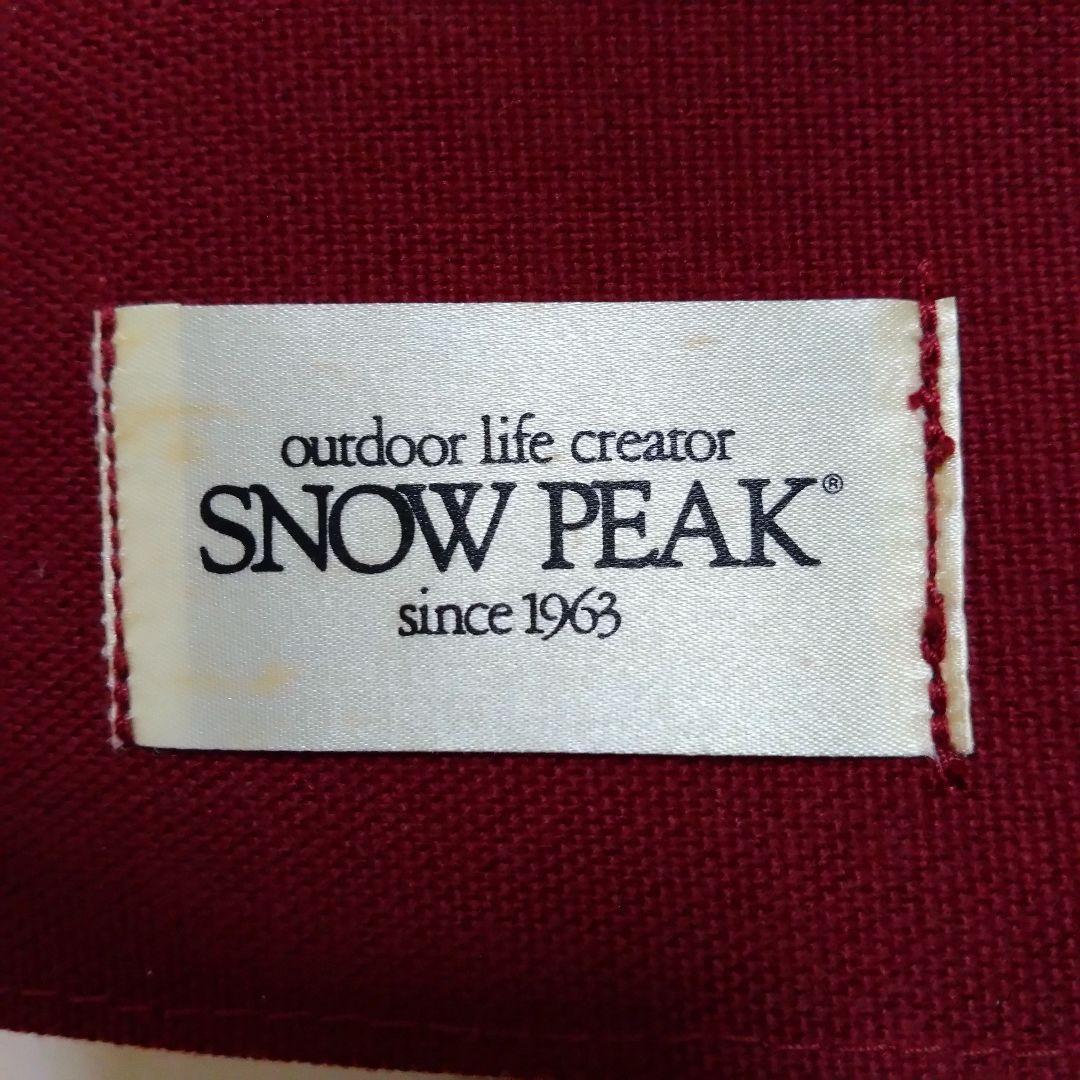 outdoor life creator
SNOW PEAK®
since 1963